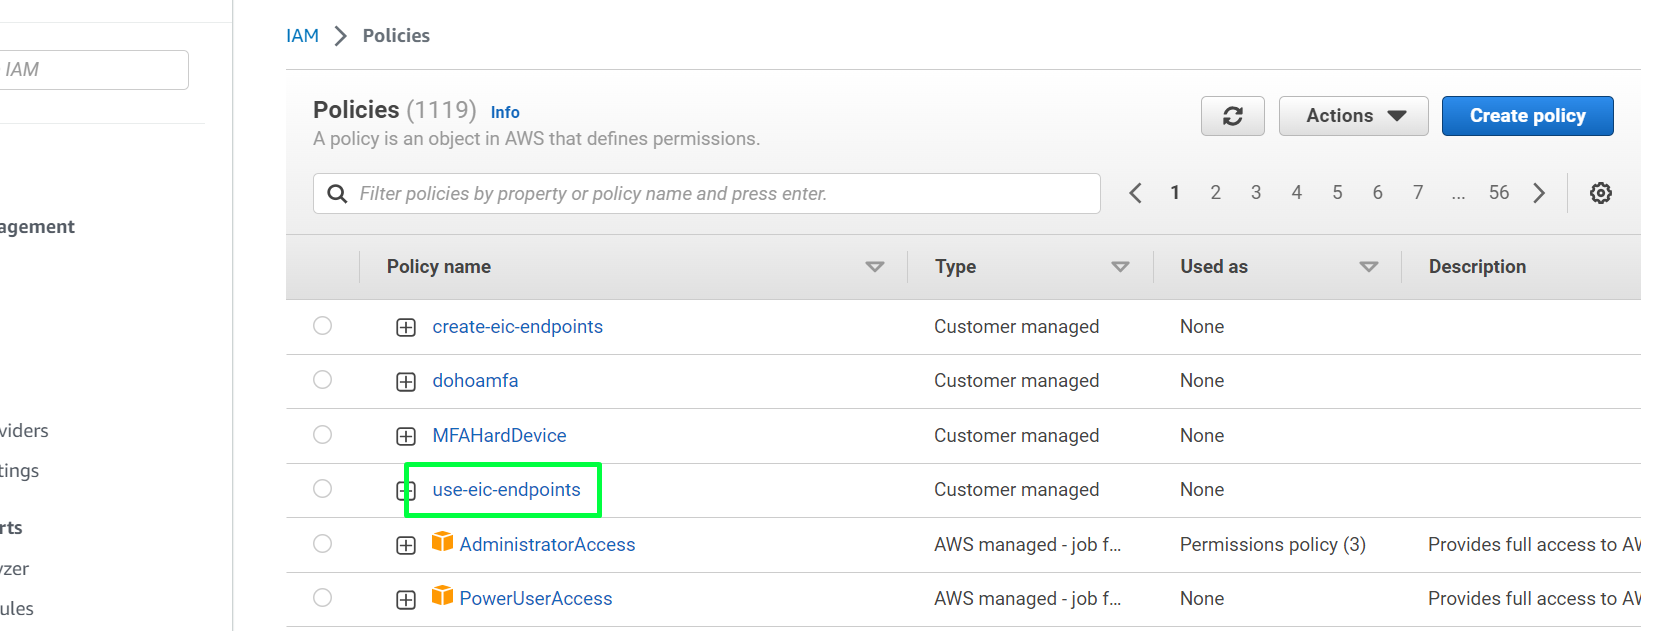 IAM > Policies
IAM
Policies (1119) Info
A policy is an object in AWS that defines permissions.
Actions
Create policy
Filter policies by property or policy name and press enter.
1 2 3 4 5 6 7 ... 56
agement
viders
tings
rts
yzer
ules
Policy name Type Used as Description
create-eic-endpoints Customer managed None
dohoamfa Customer managed None
MFAHardDevice Customer managed None
use-eic-endpoints Customer managed None
AdministratorAccess AWS managed - job f... Permissions policy (3) Provides full access to AW
PowerUserAccess AWS managed - job f... None Provides full access to AW